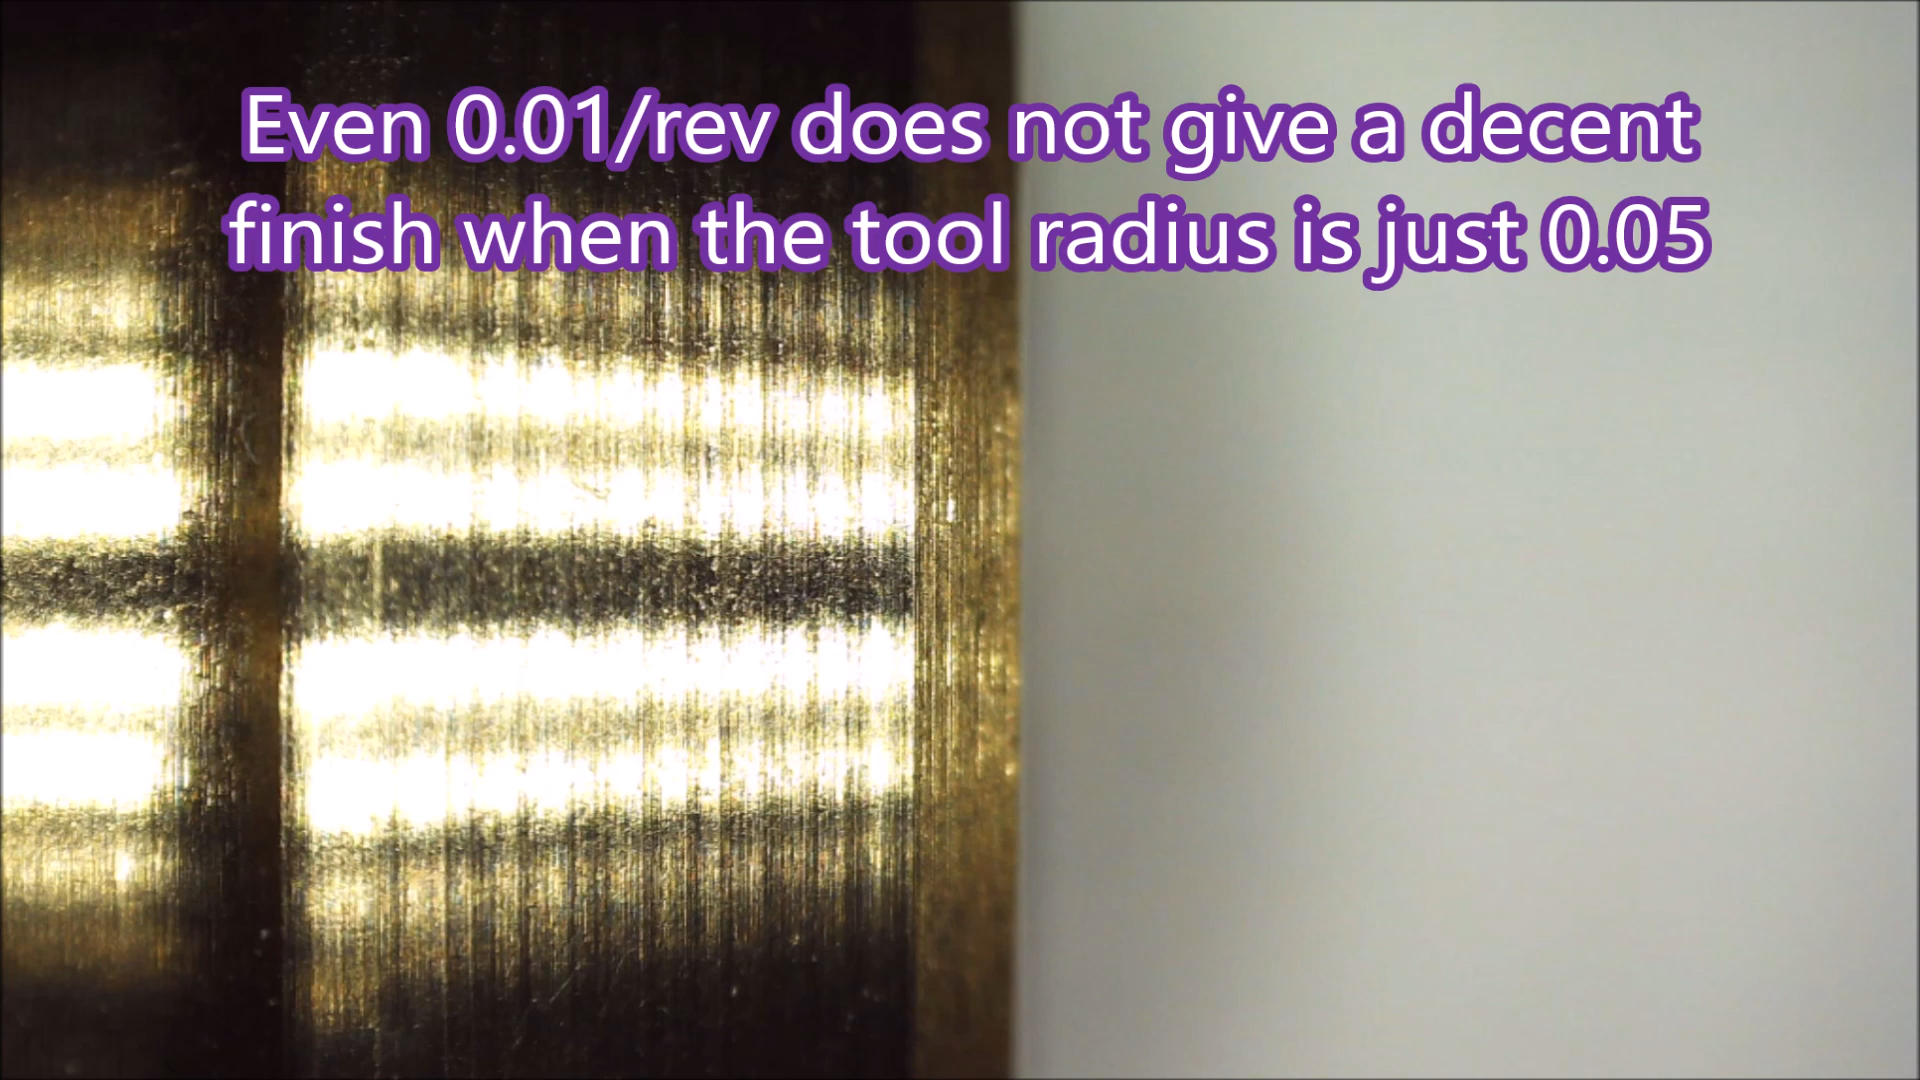 Even 0.01/rev does not give a decent
finish when the tool radius is just 0.05